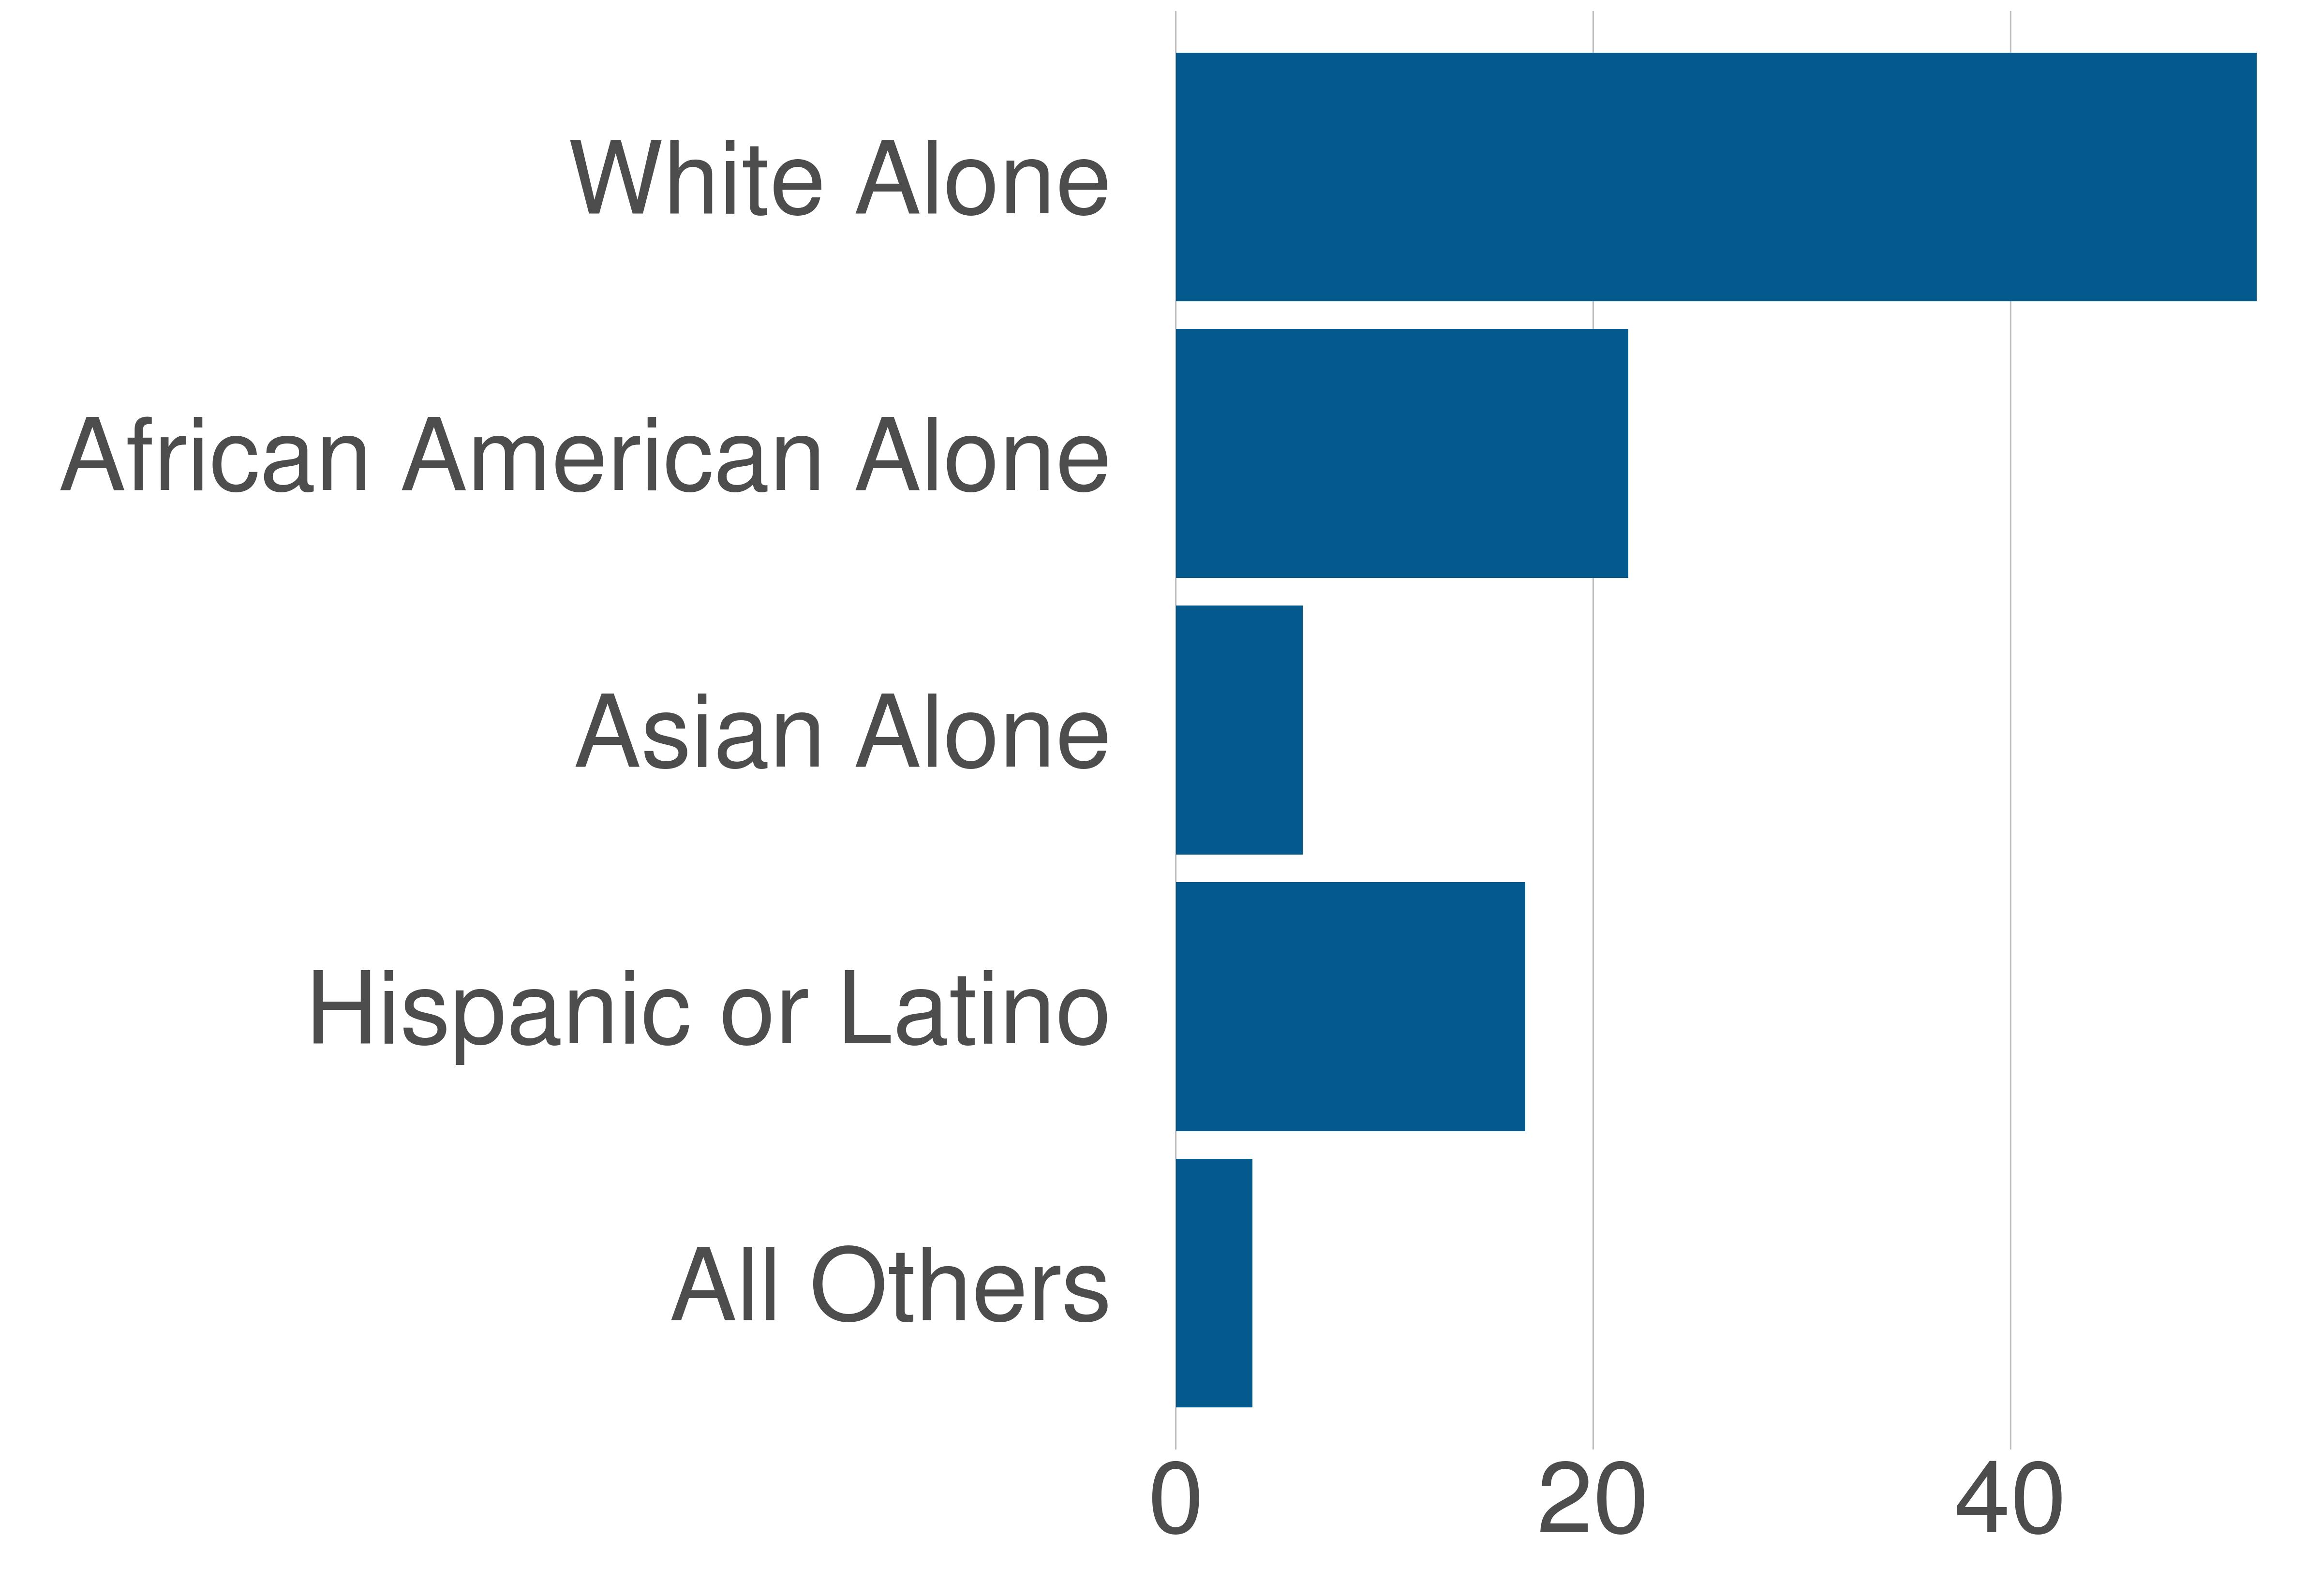 White Alone
African American Alone
Asian Alone
Hispanic or Latino
All Others
0 20 40